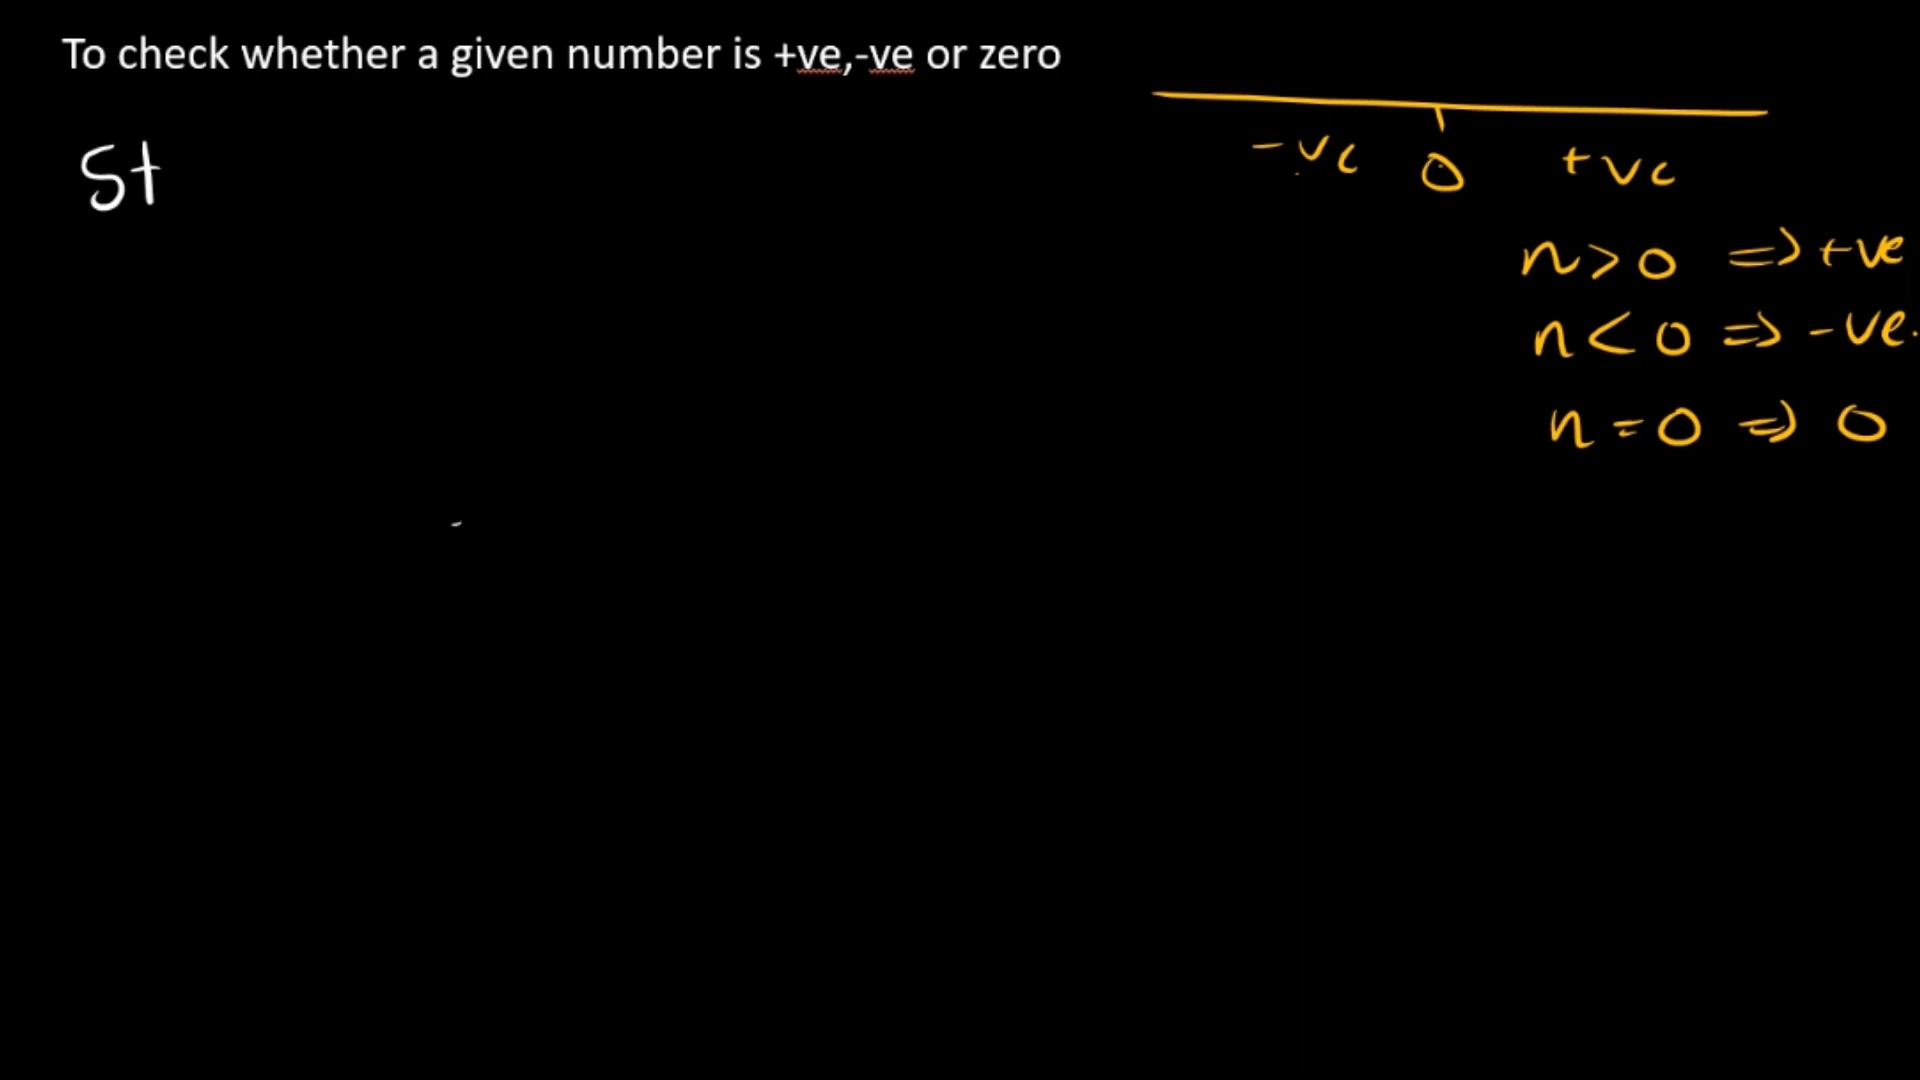 To check whether a given number is +ve,-ve or zero
-ve 0 +ve
St
n>0 => +ve
n<0 => -ve.
n=0 => 0